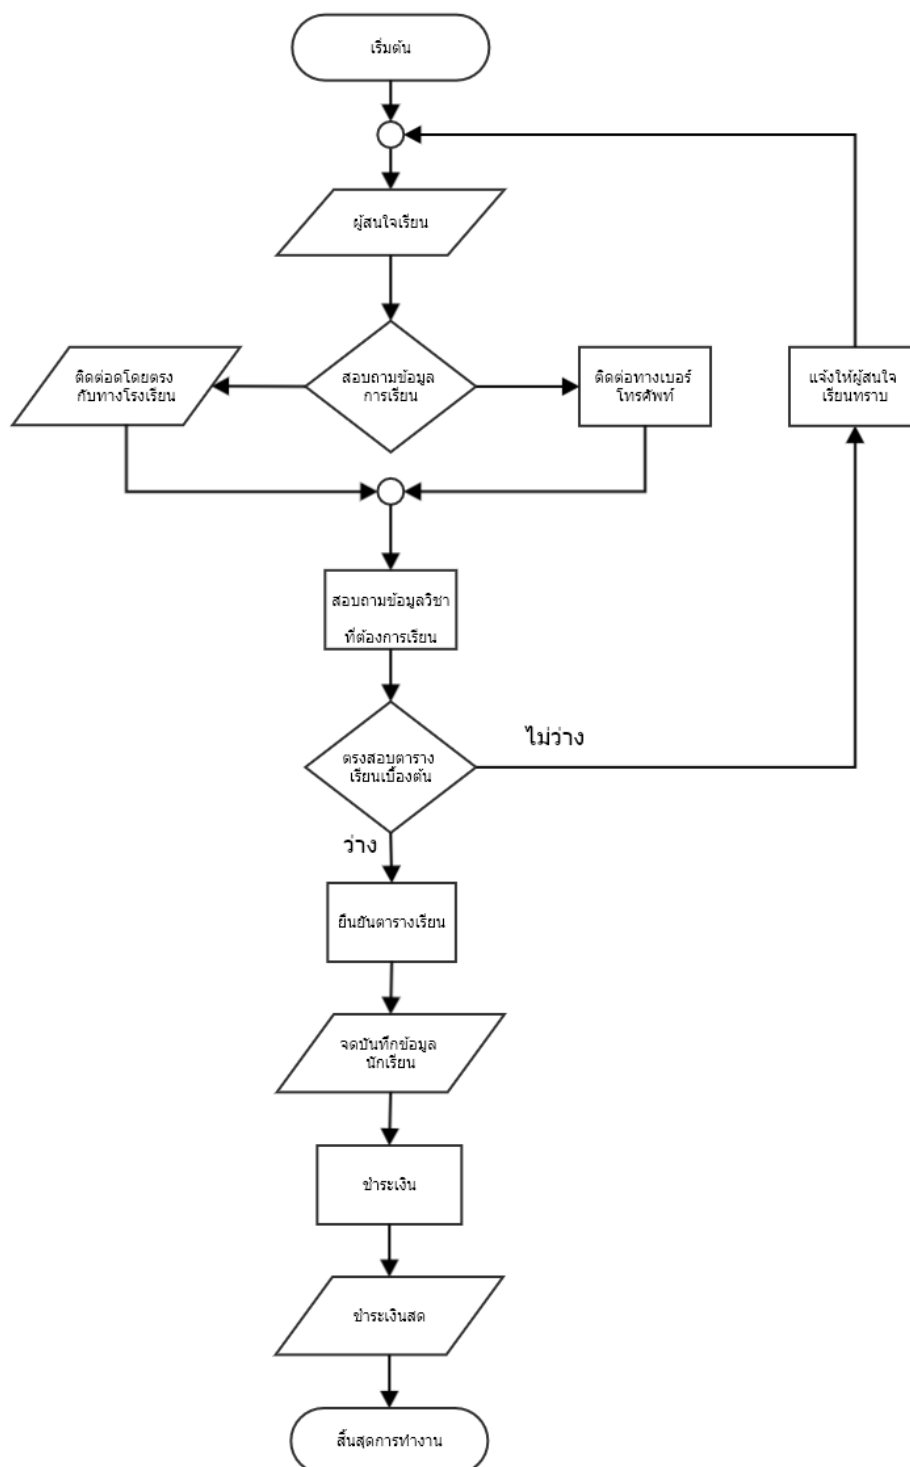 เริ่มต้น
ผู้สนใจเรียน
สอบถามข้อมูล
การเรียน
ติดต่อดโดยตรง
กับทางโรงเรียน
ติดต่อทางเบอร์
โทรศัพท์
แจ้งให้ผู้สนใจ
เรียนทราบ
สอบถามข้อมูลวิชา
ที่ต้องการเรียน
ตรงสอบตาราง
เรียนเบื้องต้น
ไม่ว่าง
ว่าง
ยืนยันตารางเรียน
จดบันทึกข้อมูล
นักเรียน
ชำระเงิน
ชำระเงินสด
สิ้นสุดการทำงาน